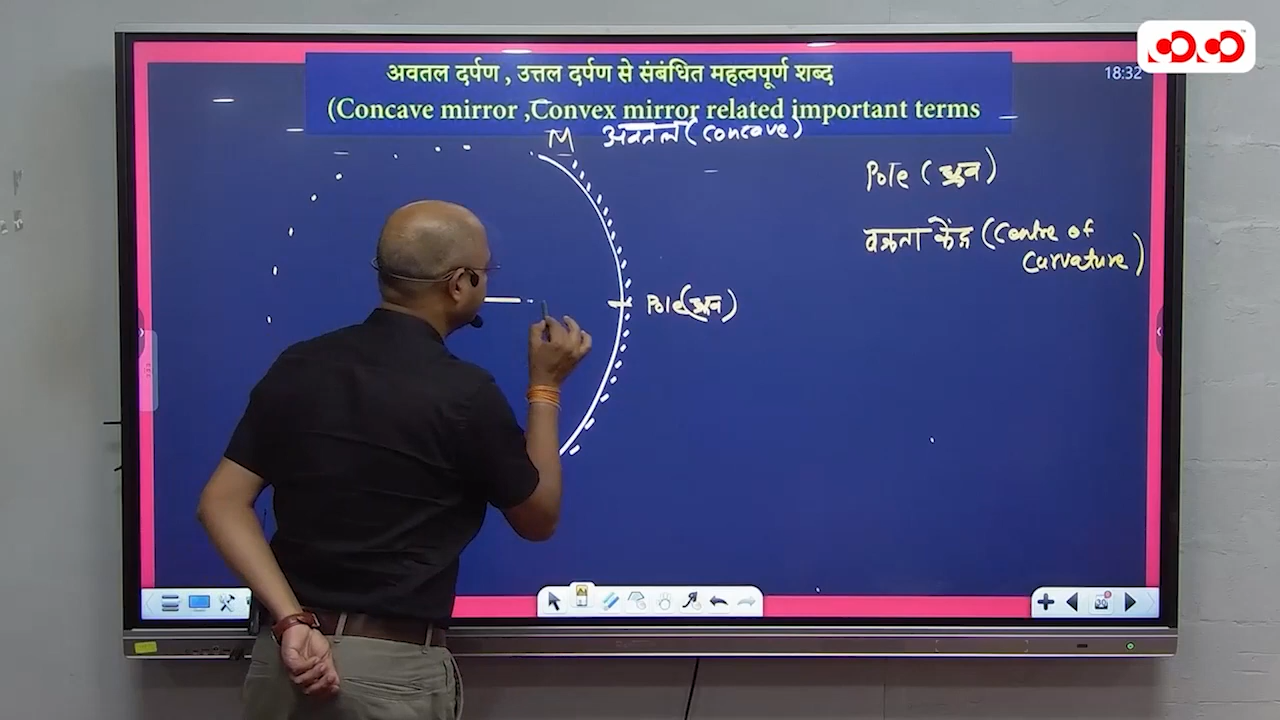 18:32
अवतल दर्पण , उत्तल दर्पण से संबंधित महत्वपूर्ण शब्द
(Concave mirror ,Convex mirror related important terms
M अवतल (concave)
Pole (ध्रुव)
वक्रता केंद्र (Centre of
Curvature)
Pole (ध्रुव)